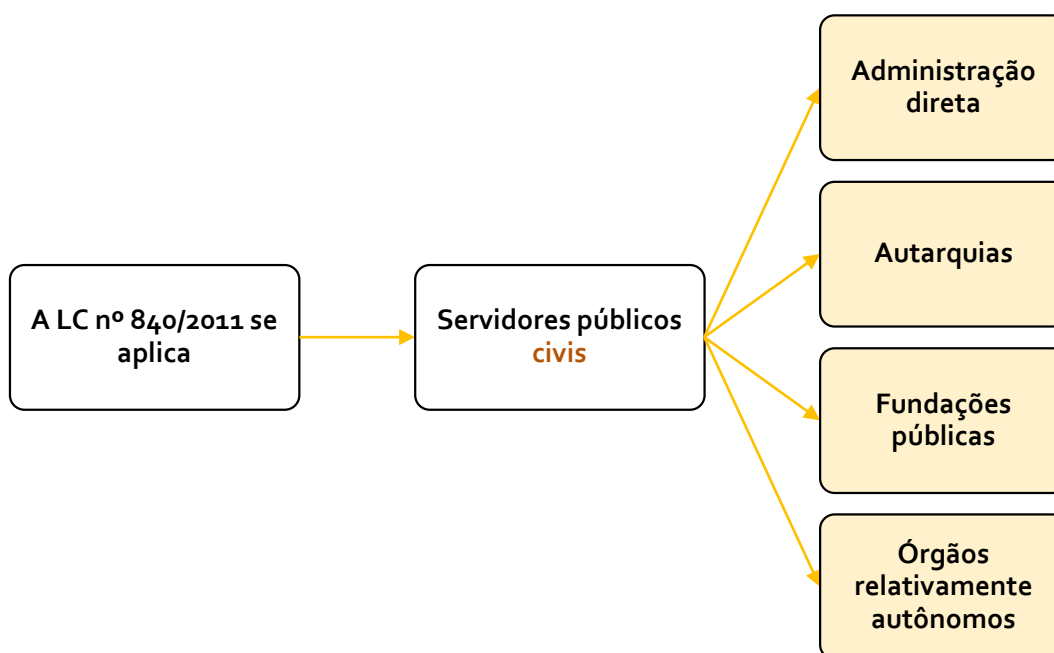 A LC nº 840/2011 se
aplica
Servidores públicos
civis
Administração
direta
Autarquias
Fundações
públicas
Órgãos
relativamente
autônomos